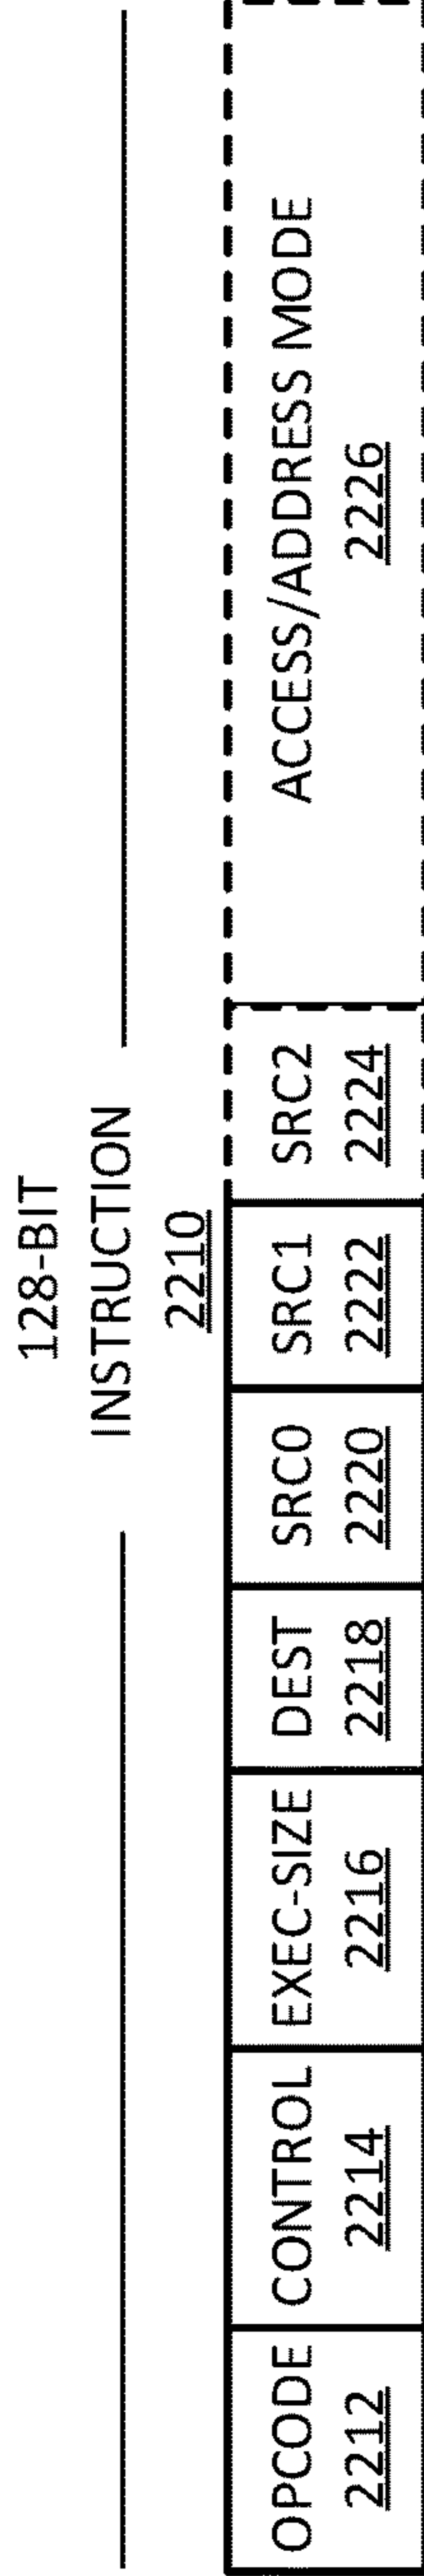 128-BIT
INSTRUCTION
2210
OPCODE
2212
CONTROL
2214
EXEC-SIZE
2216
DEST
2218
SRC0
2220
SRC1
2222
SRC2
2224
ACCESS/ADDRESS MODE
2226